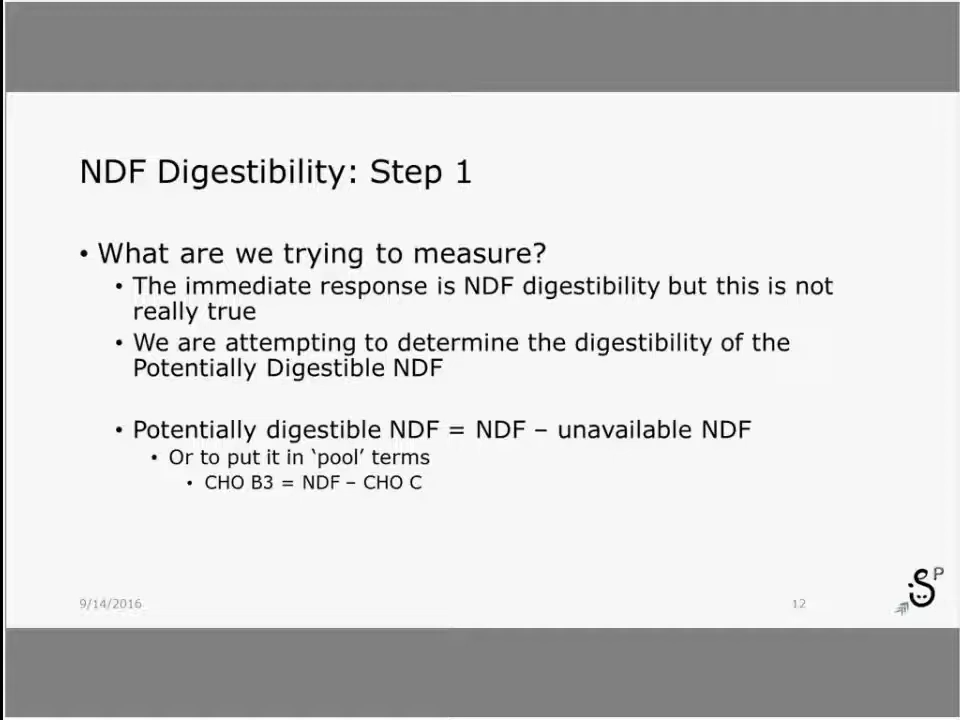 NDF Digestibility: Step 1
• What are we trying to measure?
• The immediate response is NDF digestibility but this is not
really true
• We are attempting to determine the digestibility of the
Potentially Digestible NDF
• Potentially digestible NDF = NDF – unavailable NDF
• Or to put it in ‘pool’ terms
• CHO B3 = NDF – CHO C
9/14/2016
12
S P